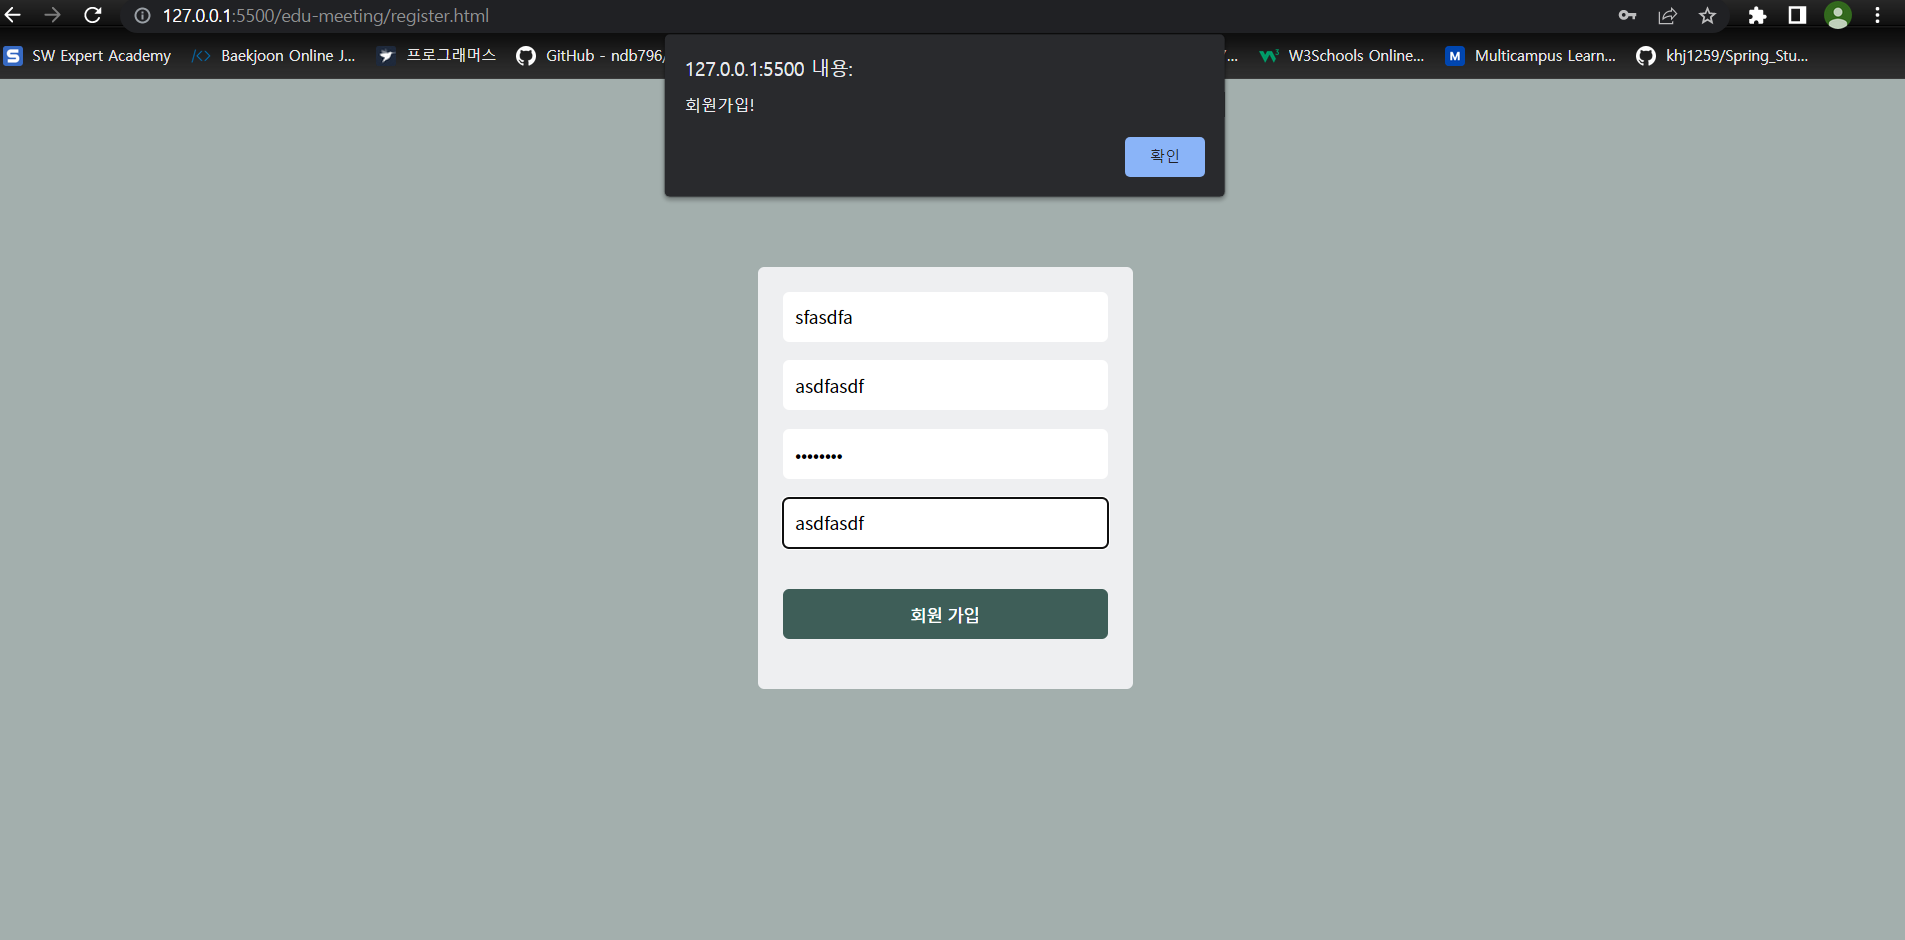 127.0.0.1:5500/edu-meeting/register.html
S SW Expert Academy </> Baekjoon Online J... 프로그래머스 GitHub - ndb796/ ... W3Schools Online... M Multicampus Learn... khj1259/Spring_Stu...
127.0.0.1:5500 내용:
회원가입!
확인
sfasdfa
asdfasdf
••••••••
asdfasdf
회원 가입